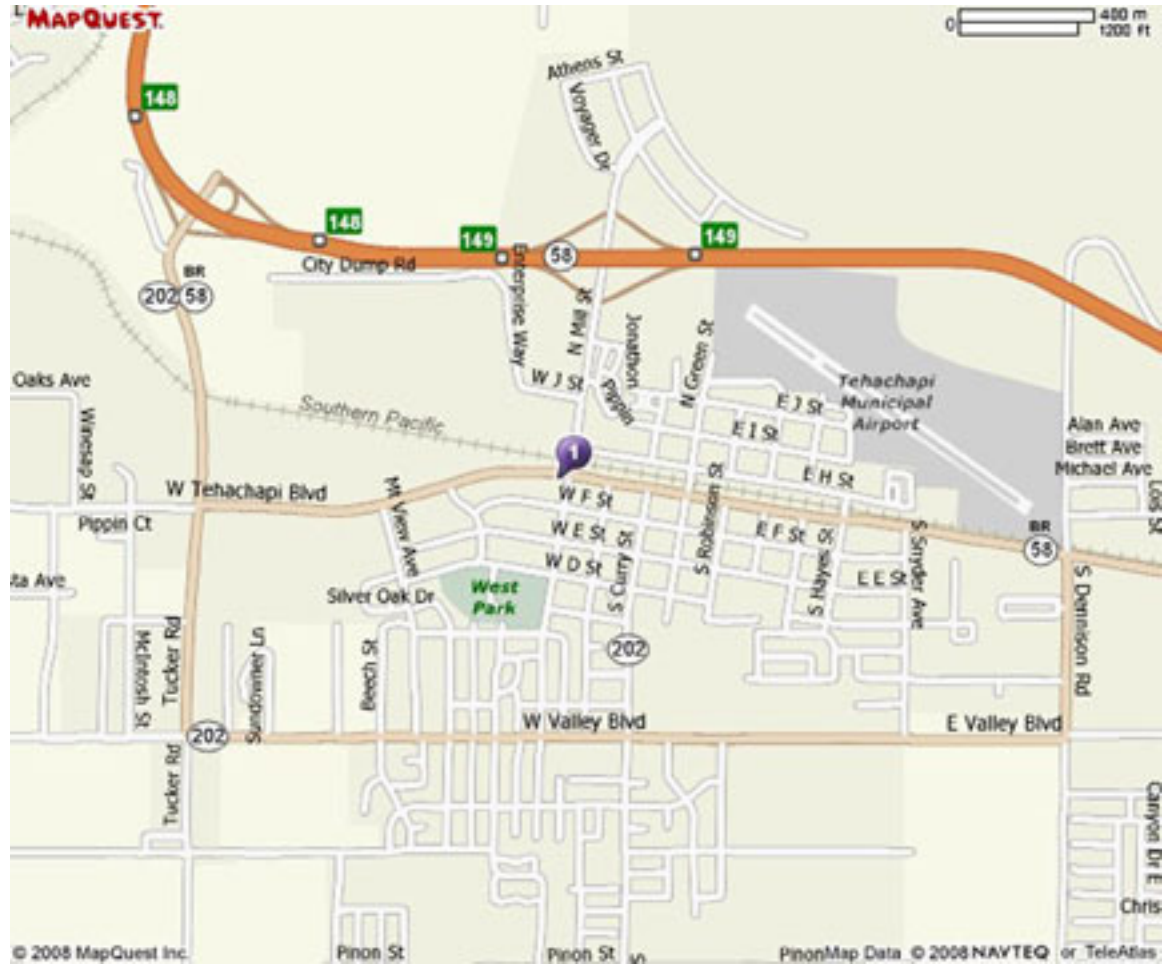 MAPQUEST.
0
400 m
1200 ft
Athens St
Voyager Dr
148
148
149
149
58
City Dump Rd
Enterprise Way
N Mill St
BR
202
58
Jonathon
N Green St
Oaks Ave
W J St
Pippin
E J St
Tehachapi
Municipal
Airport
Southern Pacific
E I St
Alan Ave
Brett Ave
Michael Ave
Winesap St
1
E H St
W Tehachapi Blvd
Mt View Ave
W F St
Pippin Ct
W E St
S Curry St
S Robinson St
E F St
St
S Hayes
S Snyder Ave
BR
58
W D St
E E St
West
Park
Silver Oak Dr
S Dennison Rd
McIntosh St
Tucker Rd
Sundowner Ln
Beech St
202
W Valley Blvd
E Valley Blvd
202
Tucker Rd
Canyon Dr E
Chris
© 2008 MapQuest Inc.
Pinon St
Pinon St
Pinon
Map Data © 2008 NAVTEQ or TeleAtlas